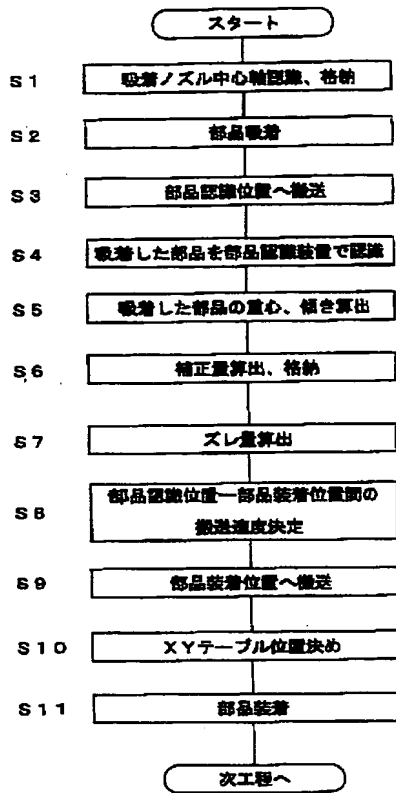 スタート
S1 吸着ノズル中心軸認識、格納
S2 部品吸着
S3 部品認識位置へ搬送
S4 吸着した部品を部品認識装置で認識
S5 吸着した部品の重心、傾き算出
S6 補正量算出、格納
S7 ズレ量算出
S8 部品認識位置―部品装着位置間の
搬送速度決定
S9 部品装着位置へ搬送
S10 XYテーブル位置決め
S11 部品装着
次工程へ